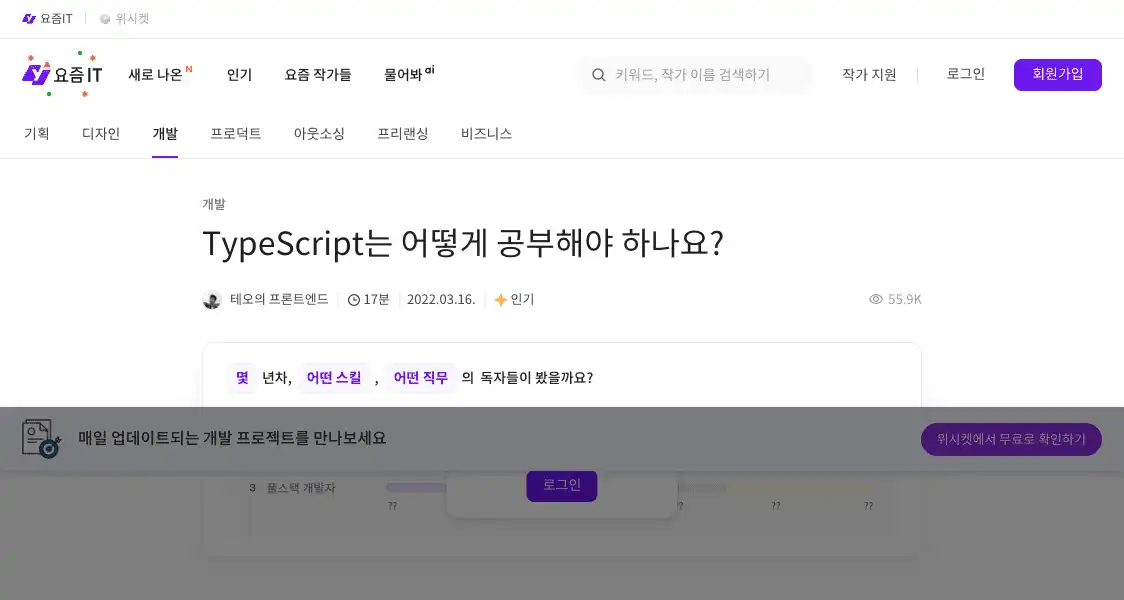 요즘IT 위시켓
요즘IT 새로 나온 N 인기 요즘 작가들 물어봐 ai 키워드, 작가 이름 검색하기 작가 지원 로그인 회원가입
기획 디자인 개발 프로덕트 아웃소싱 프리랜싱 비즈니스
개발
TypeScript는 어떻게 공부해야 하나요?
테오의 프론트엔드 17분 2022.03.16. 인기 55.9K
몇 년차, 어떤 스킬 , 어떤 직무 의 독자들이 봤을까요?
매일 업데이트되는 개발 프로젝트를 만나보세요 위시켓에서 무료로 확인하기
3 풀스택 개발자 로그인
?? ?? ?? ??